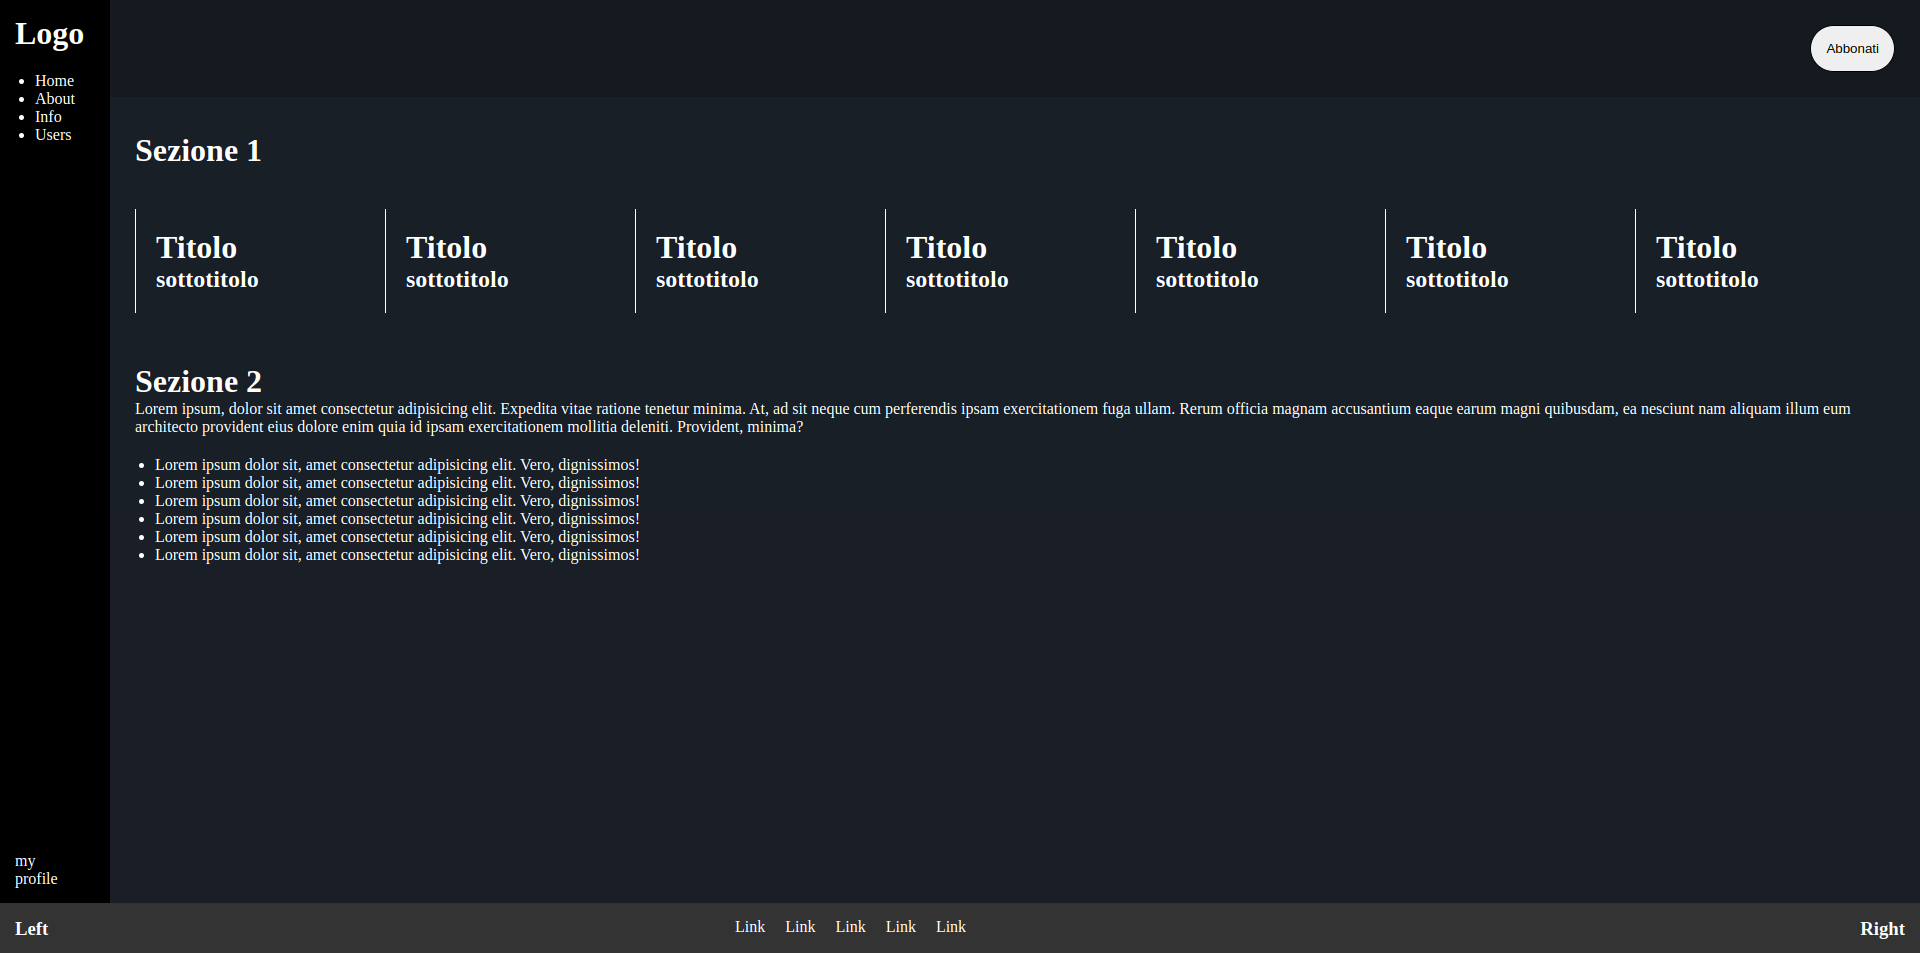 Logo
Home
About
Info
Users
my
profile
Abbonati
Sezione 1
Titolo Titolo Titolo Titolo Titolo Titolo Titolo
sottotitolo sottotitolo sottotitolo sottotitolo sottotitolo sottotitolo sottotitolo
Sezione 2
Lorem ipsum, dolor sit amet consectetur adipisicing elit. Expedita vitae ratione tenetur minima. At, ad sit neque cum perferendis ipsam exercitationem fuga ullam. Rerum officia magnam accusantium eaque earum magni quibusdam, ea nesciunt nam aliquam illum eum
architecto provident eius dolore enim quia id ipsam exercitationem mollitia deleniti. Provident, minima?
Lorem ipsum dolor sit, amet consectetur adipisicing elit. Vero, dignissimos!
Lorem ipsum dolor sit, amet consectetur adipisicing elit. Vero, dignissimos!
Lorem ipsum dolor sit, amet consectetur adipisicing elit. Vero, dignissimos!
Lorem ipsum dolor sit, amet consectetur adipisicing elit. Vero, dignissimos!
Lorem ipsum dolor sit, amet consectetur adipisicing elit. Vero, dignissimos!
Lorem ipsum dolor sit, amet consectetur adipisicing elit. Vero, dignissimos!
Left Link Link Link Link Link Right